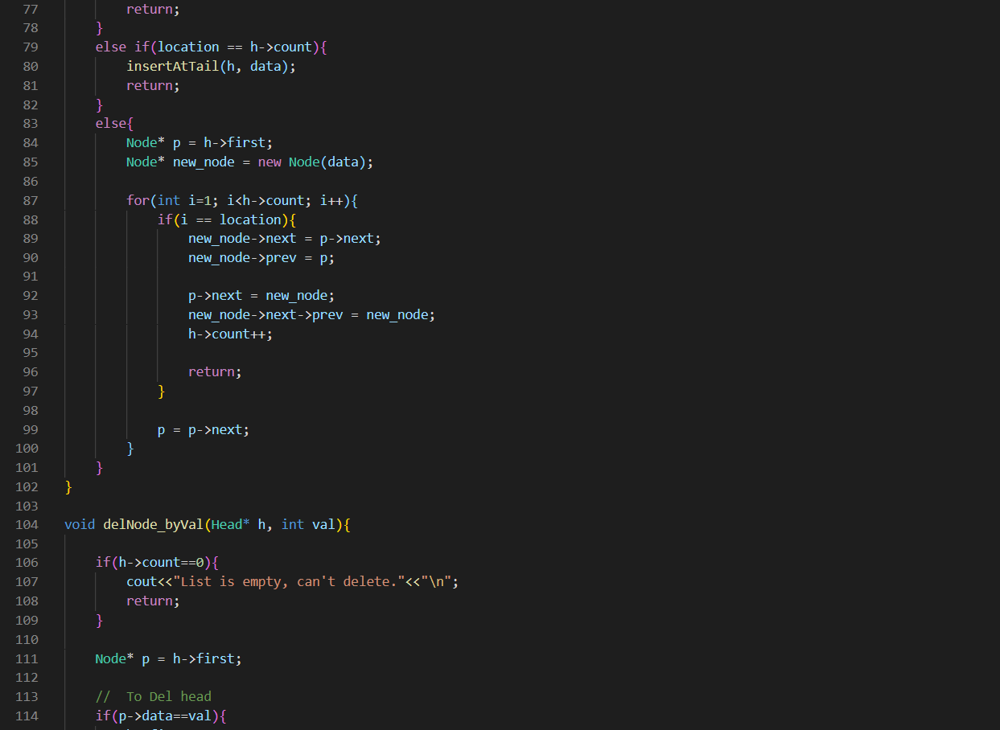 77 return;
78 }
79 else if(location == h->count){
80 insertAtTail(h, data);
81 return;
82 }
83 else{
84 Node* p = h->first;
85 Node* new_node = new Node(data);
86
87 for(int i=1; i<h->count; i++){
88 if(i == location){
89 new_node->next = p->next;
90 new_node->prev = p;
91
92 p->next = new_node;
93 new_node->next->prev = new_node;
94 h->count++;
95
96 return;
97 }
98
99 p = p->next;
100 }
101 }
102 }
103
104 void delNode_byVal(Head* h, int val){
105
106 if(h->count==0){
107 cout<<"List is empty, can't delete."<<"\n";
108 return;
109 }
110
111 Node* p = h->first;
112
113 // To Del head
114 if(p->data==val){